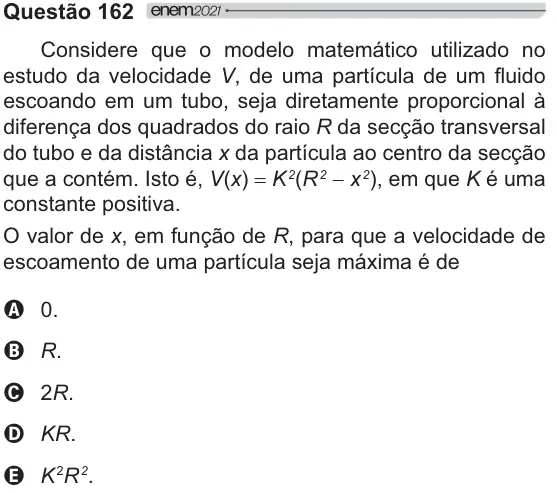 Questão 162 enem2021
Considere que o modelo matemático utilizado no
estudo da velocidade V, de uma partícula de um fluido
escoando em um tubo, seja diretamente proporcional à
diferença dos quadrados do raio R da secção transversal
do tubo e da distância x da partícula ao centro da secção
que a contém. Isto é, V(x) = K²(R² – x²), em que K é uma
constante positiva.
O valor de x, em função de R, para que a velocidade de
escoamento de uma partícula seja máxima é de
A 0.
B R.
C 2R.
D KR.
E K²R².